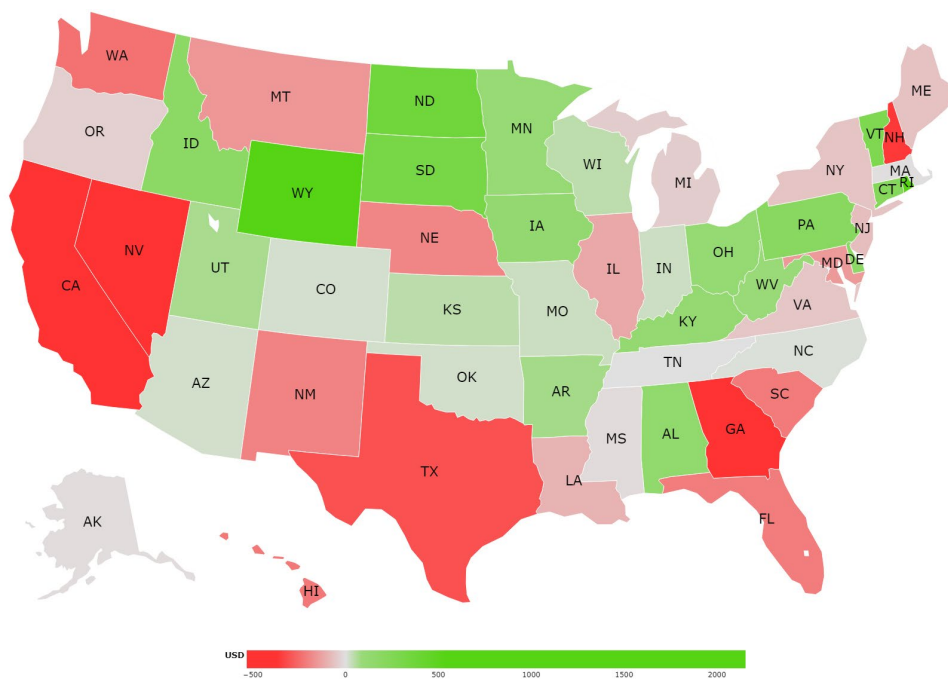 WA
ME
MT
ND
VT
NH
MN
OR
ID
MA
WI
NY
SD
RI
MI
CT
WY
IA
PA
NJ
NE
NV
OH
MD
DE
UT
IL
IN
CA
WV
CO
VA
KS
MO
KY
NC
TN
OK
AZ
AR
NM
SC
GA
MS
AL
TX
LA
FL
AK
HI
USD
−500
0
500
1000
1500
2000